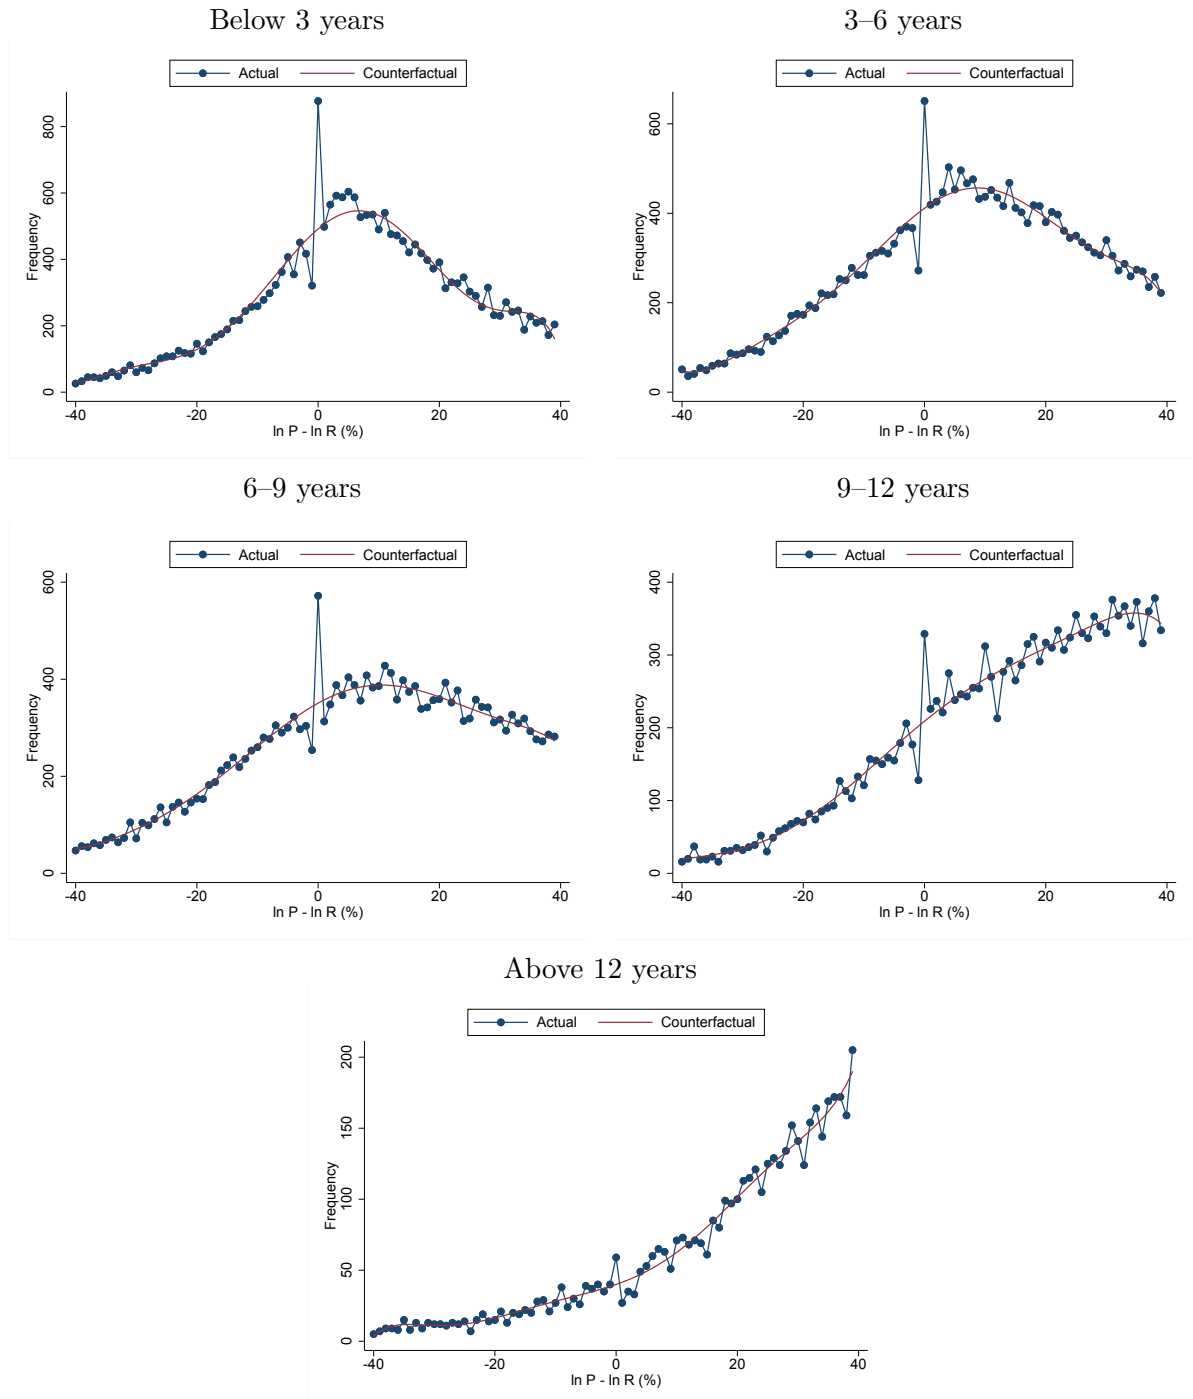 Below 3 years
3–6 years
Actual
Counterfactual
Frequency
0
200
400
600
800
-40
-20
0
20
40
ln P - ln R (%)
Actual
Counterfactual
Frequency
0
200
400
600
-40
-20
0
20
40
ln P - ln R (%)
6–9 years
9–12 years
Actual
Counterfactual
Frequency
0
200
400
600
-40
-20
0
20
40
ln P - ln R (%)
Actual
Counterfactual
Frequency
0
100
200
300
400
-40
-20
0
20
40
ln P - ln R (%)
Above 12 years
Actual
Counterfactual
Frequency
0
50
100
150
200
-40
-20
0
20
40
ln P - ln R (%)